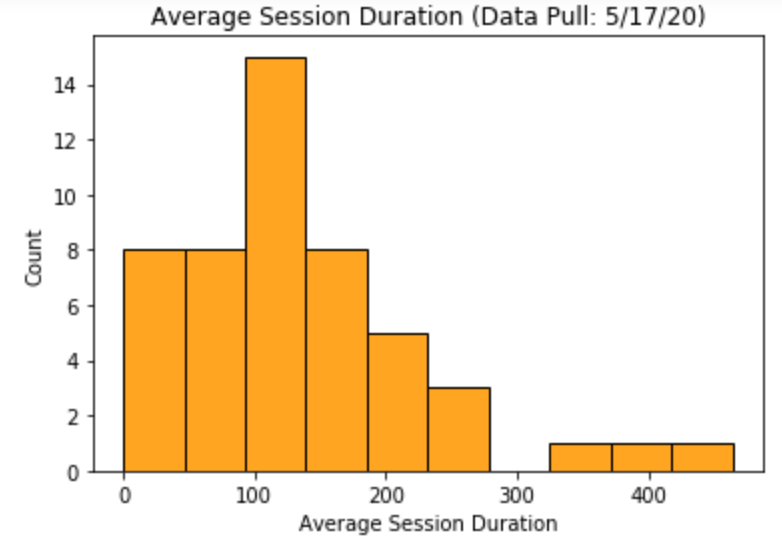 Average Session Duration (Data Pull: 5/17/20)
14
12
10
8
6
4
2
0
Count
0 100 200 300 400
Average Session Duration